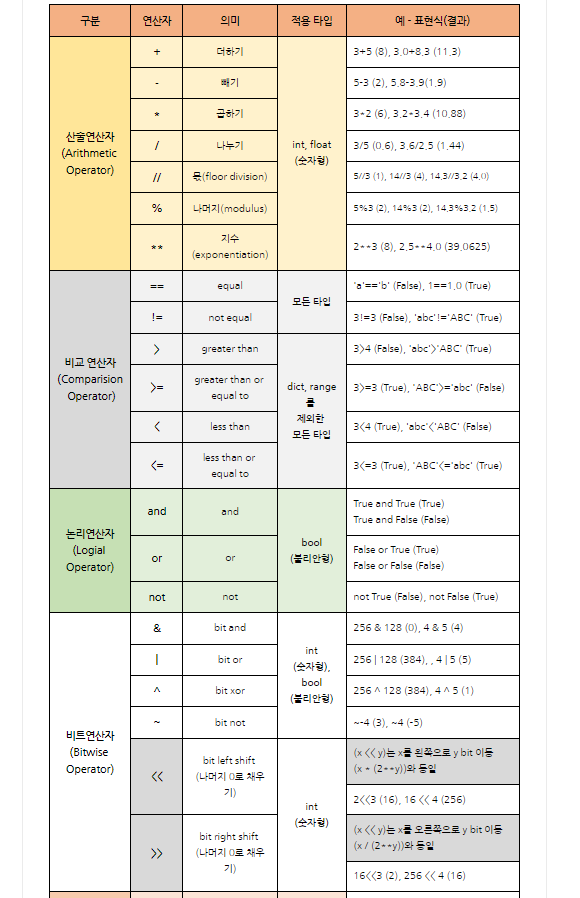 구분 연산자 의미 적용 타입 예 - 표현식(결과)
산술연산자
(Arithmetic
Operator)
+ 더하기 3+5 (8), 3.0+8.3 (11.3)
- 빼기 5-3 (2), 5.8-3.9(1.9)
* 곱하기 3*2 (6), 3.2*3.4 (10.88)
/ 나누기 3/5 (0.6), 3.6/2.5 (1.44)
int, float
(숫자형)
// 몫(floor division) 5//3 (1), 14//3 (4), 14.3//3.2 (4.0)
% 나머지(modulus) 5%3 (2), 14%3 (2), 14.3%3.2 (1.5)
** 지수
(exponentiation)
2**3 (8), 2.5**4.0 (39.0625)
비교 연산자
(Comparision
Operator)
== equal 'a'=='b' (False), 1==1.0 (True)
모든 타입
!= not equal 3!=3 (False), 'abc'!='ABC' (True)
> greater than 3>4 (False), 'abc'>'ABC' (True)
>= greater than or
equal to
3>=3 (True), 'ABC'>='abc' (False)
dict, range
를
제외한
모든 타입
< less than 3<4 (True), 'abc'<'ABC' (False)
<= less than or
equal to
3<=3 (True), 'ABC'<='abc' (True)
논리연산자
(Logial
Operator)
and and
True and True (True)
True and False (False)
or or
bool
(불리안형)
False or True (True)
False or False (False)
not not not True (False), not False (True)
비트연산자
(Bitwise
Operator)
& bit and 256 & 128 (0), 4 & 5 (4)
| bit or 256 | 128 (384), , 4 | 5 (5)
int
(숫자형),
bool
(불리안형)
^ bit xor 256 ^ 128 (384), 4 ^ 5 (1)
~ bit not ~-4 (3), ~4 (-5)
<< bit left shift
(나머지 0로 채우
기)
(x << y)는 x를 왼쪽으로 y bit 이동
(x * (2**y))와 동일
2<<3 (16), 16 << 4 (256)
int
(숫자형)
>> bit right shift
(나머지 0로 채우
기)
(x << y)는 x를 오른쪽으로 y bit 이동
(x / (2**y))와 동일
16<<3 (2), 256 << 4 (16)